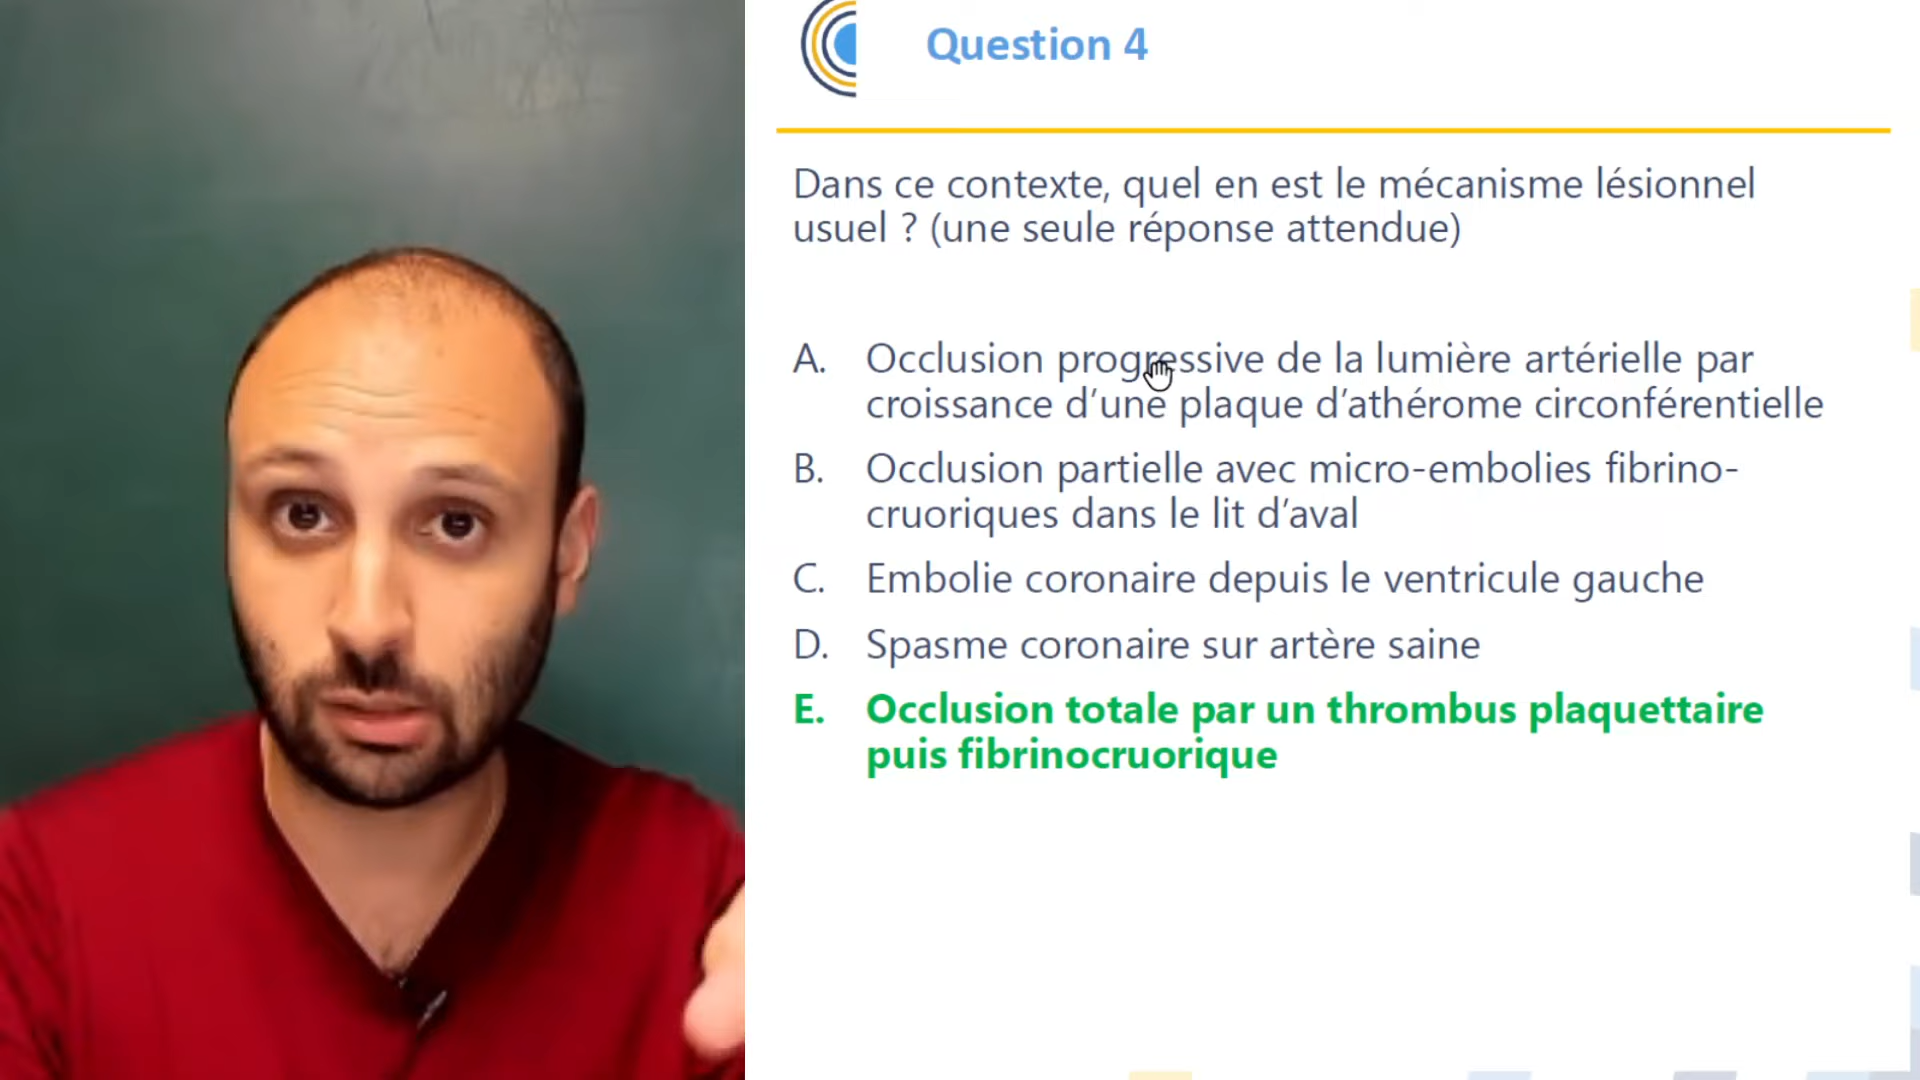 Question 4
Dans ce contexte, quel en est le mécanisme lésionnel
usuel ? (une seule réponse attendue)
A. Occlusion progressive de la lumière artérielle par
croissance d’une plaque d’athérome circonférentielle
B. Occlusion partielle avec micro-embolies fibrino-
cruoriques dans le lit d’aval
C. Embolie coronaire depuis le ventricule gauche
D. Spasme coronaire sur artère saine
E. Occlusion totale par un thrombus plaquettaire
puis fibrinocruorique